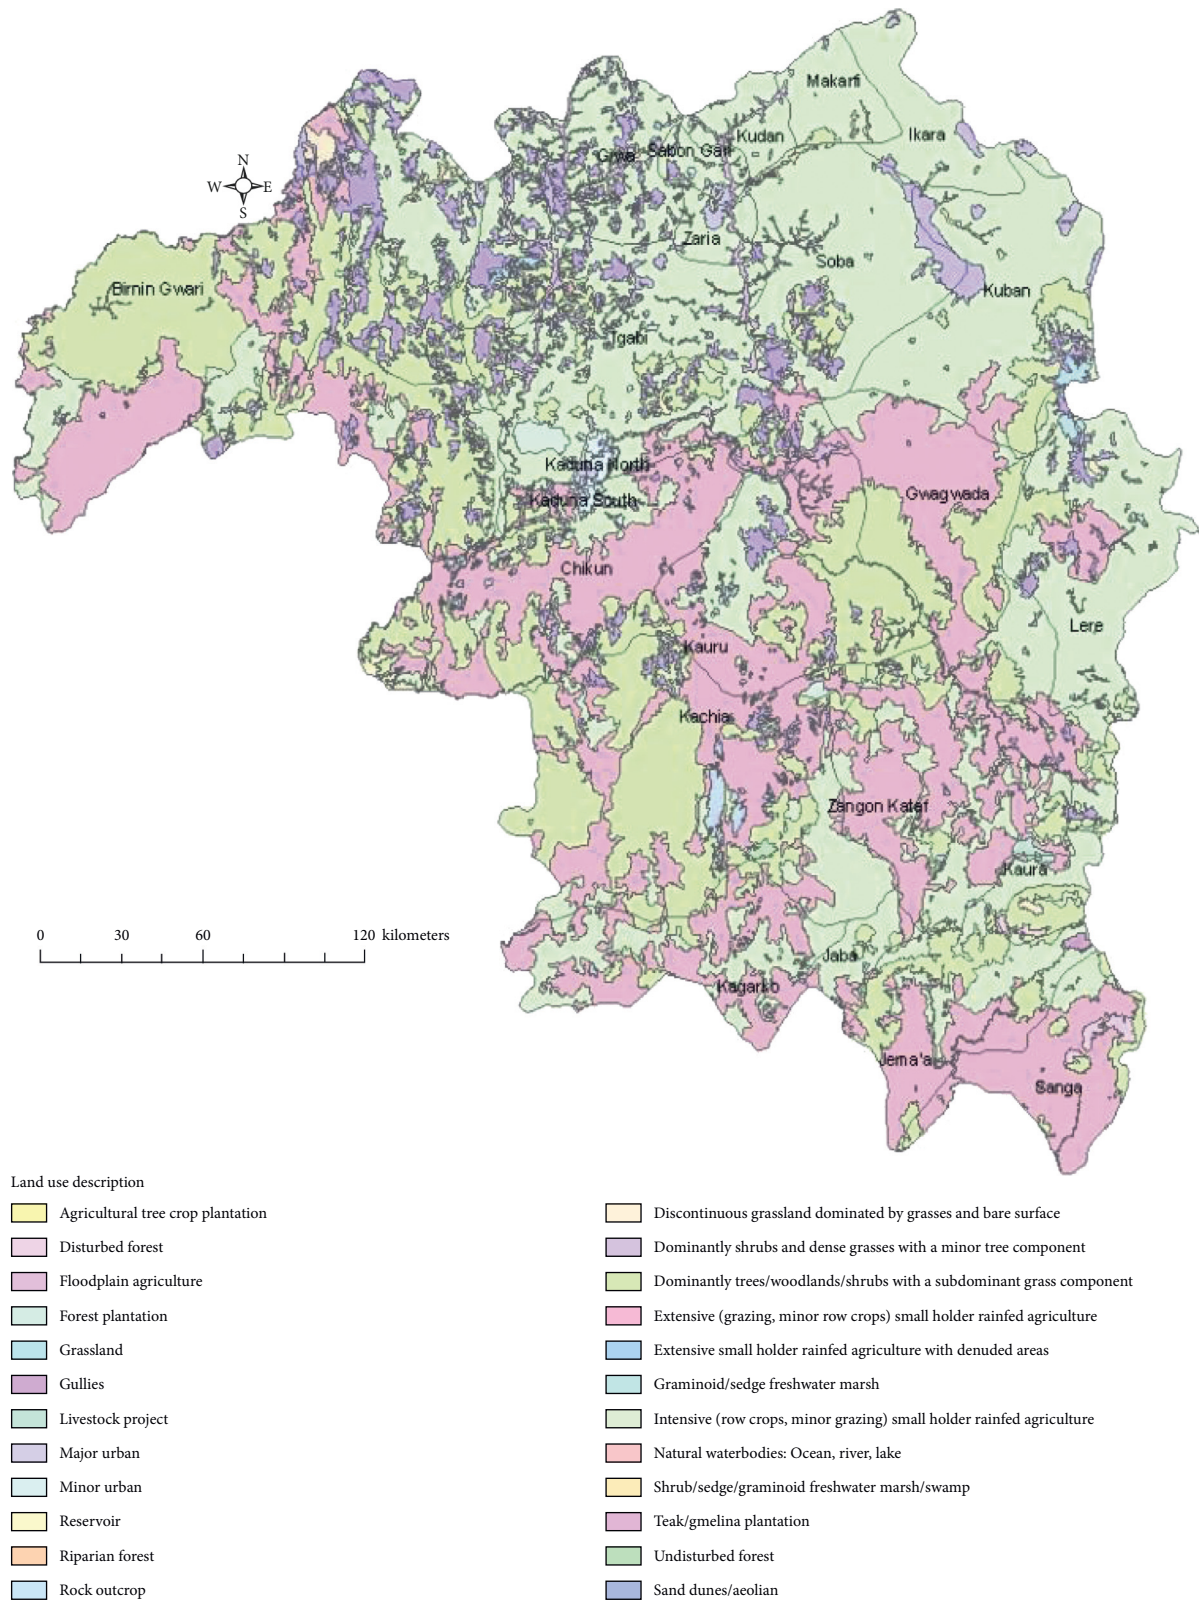 Makarfi
Ikara
Kudan
Giwa
Sabon Gari
N
W E
S
Zaria
Soba
Birnin Gwari
Kuban
Igabi
Kaduna North
Gwagwada
Kaduna South
Chikun
Lere
Kauru
Kachia
Zangon Kataf
Kaura
0 30 60 120 kilometers
Jaba
Kagarko
Jema'a
Sanga
Land use description
Agricultural tree crop plantation
Disturbed forest
Floodplain agriculture
Forest plantation
Grassland
Gullies
Livestock project
Major urban
Minor urban
Reservoir
Riparian forest
Rock outcrop
Discontinuous grassland dominated by grasses and bare surface
Dominantly shrubs and dense grasses with a minor tree component
Dominantly trees/woodlands/shrubs with a subdominant grass component
Extensive (grazing, minor row crops) small holder rainfed agriculture
Extensive small holder rainfed agriculture with denuded areas
Graminoid/sedge freshwater marsh
Intensive (row crops, minor grazing) small holder rainfed agriculture
Natural waterbodies: Ocean, river, lake
Shrub/sedge/graminoid freshwater marsh/swamp
Teak/gmelina plantation
Undisturbed forest
Sand dunes/aeolian